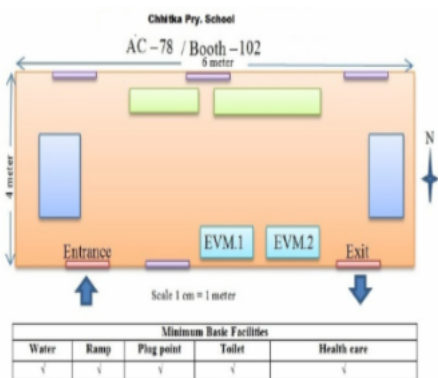 Chhitka Pry. School
AC –78 / Booth –102
6 meter
4 meter
N
EVM.1 EVM.2
Entrance Exit
Scale 1 cm = 1 meter
Minimum Basic Facilities
Water Ramp Plug point Toilet Health care
√ √ √ √ √